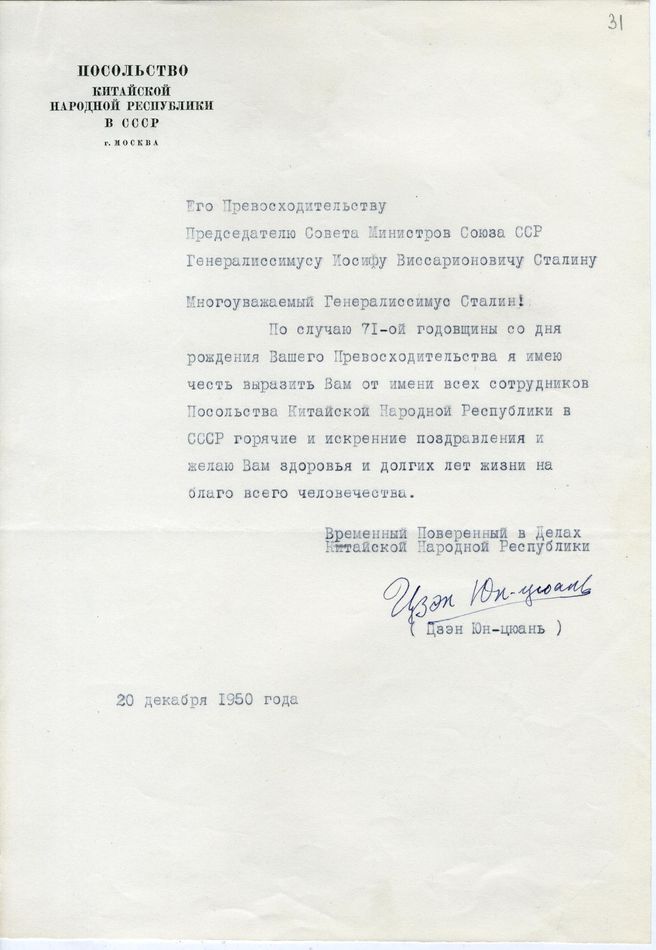 31
ПОСОЛЬСТВО
КИТАЙСКОЙ
НАРОДНОЙ РЕСПУБЛИКИ
В СССР
г. МОСКВА
Его Превосходительству
Председателю Совета Министров Союза ССР
Генералиссимусу Иосифу Виссарионовичу Сталину
Многоуважаемый Генералиссимус Сталин!
По случаю 71-ой годовщины со дня
рождения Вашего Превосходительства я имею
честь выразить Вам от имени всех сотрудников
Посольства Китайской Народной Республики в
СССР горячие и искренние поздравления и
желаю Вам здоровья и долгих лет жизни на
благо всего человечества.
Временный Поверенный в Делах
Китайской Народной Республики
Цзэн Юн-цюань
( Цзэн Юн-цюань )
20 декабря 1950 года